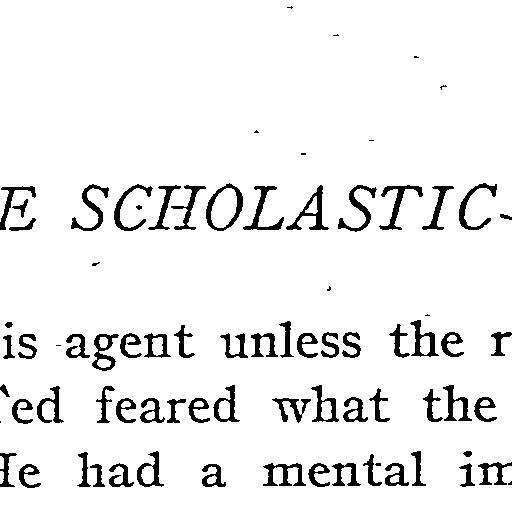 E SCHOLASTIC
is agent unless the r
ed feared what the
He had a mental im